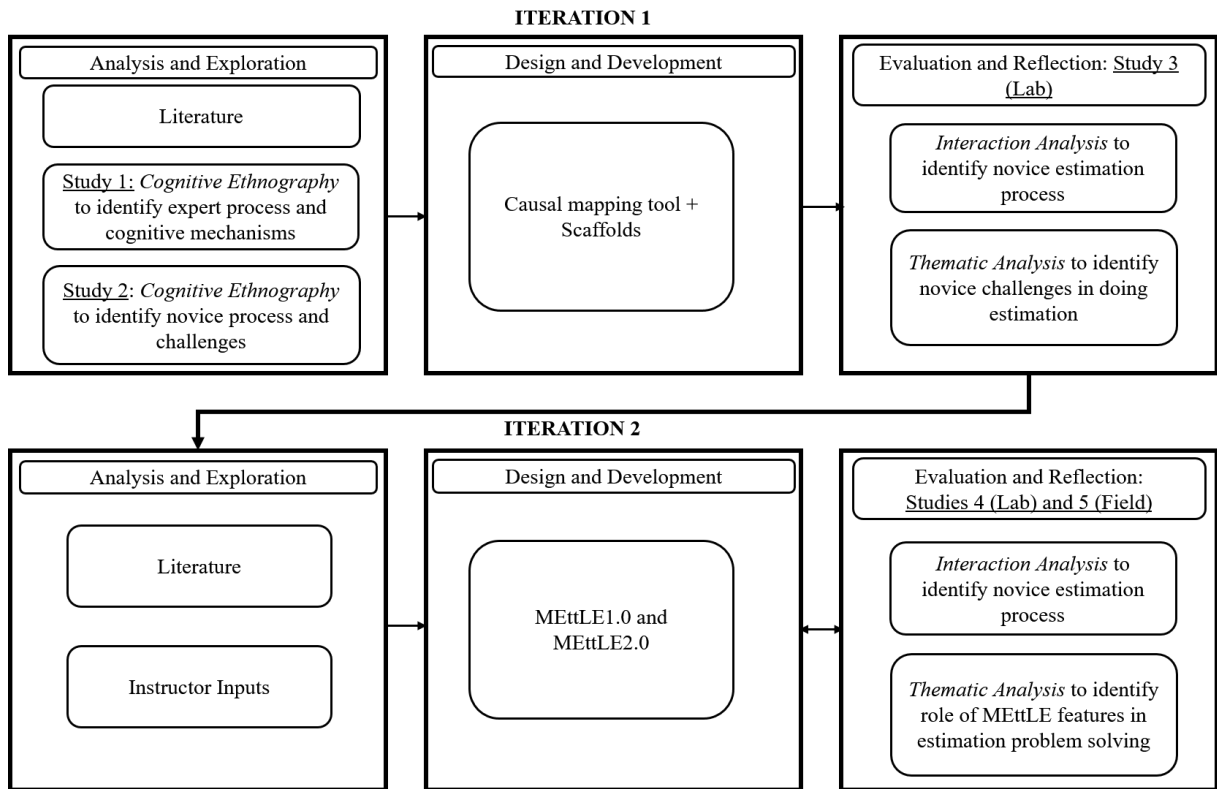 ITERATION 1
Analysis and Exploration
Literature
Study 1: Cognitive Ethnography
to identify expert process and
cognitive mechanisms
Study 2: Cognitive Ethnography
to identify novice process and
challenges
Design and Development
Causal mapping tool +
Scaffolds
Evaluation and Reflection: Study 3
(Lab)
Interaction Analysis to
identify novice estimation
process
Thematic Analysis to identify
novice challenges in doing
estimation
ITERATION 2
Analysis and Exploration
Literature
Instructor Inputs
Design and Development
MEttLE1.0 and
MEttLE2.0
Evaluation and Reflection:
Studies 4 (Lab) and 5 (Field)
Interaction Analysis to
identify novice estimation
process
Thematic Analysis to identify
role of MEttLE features in
estimation problem solving